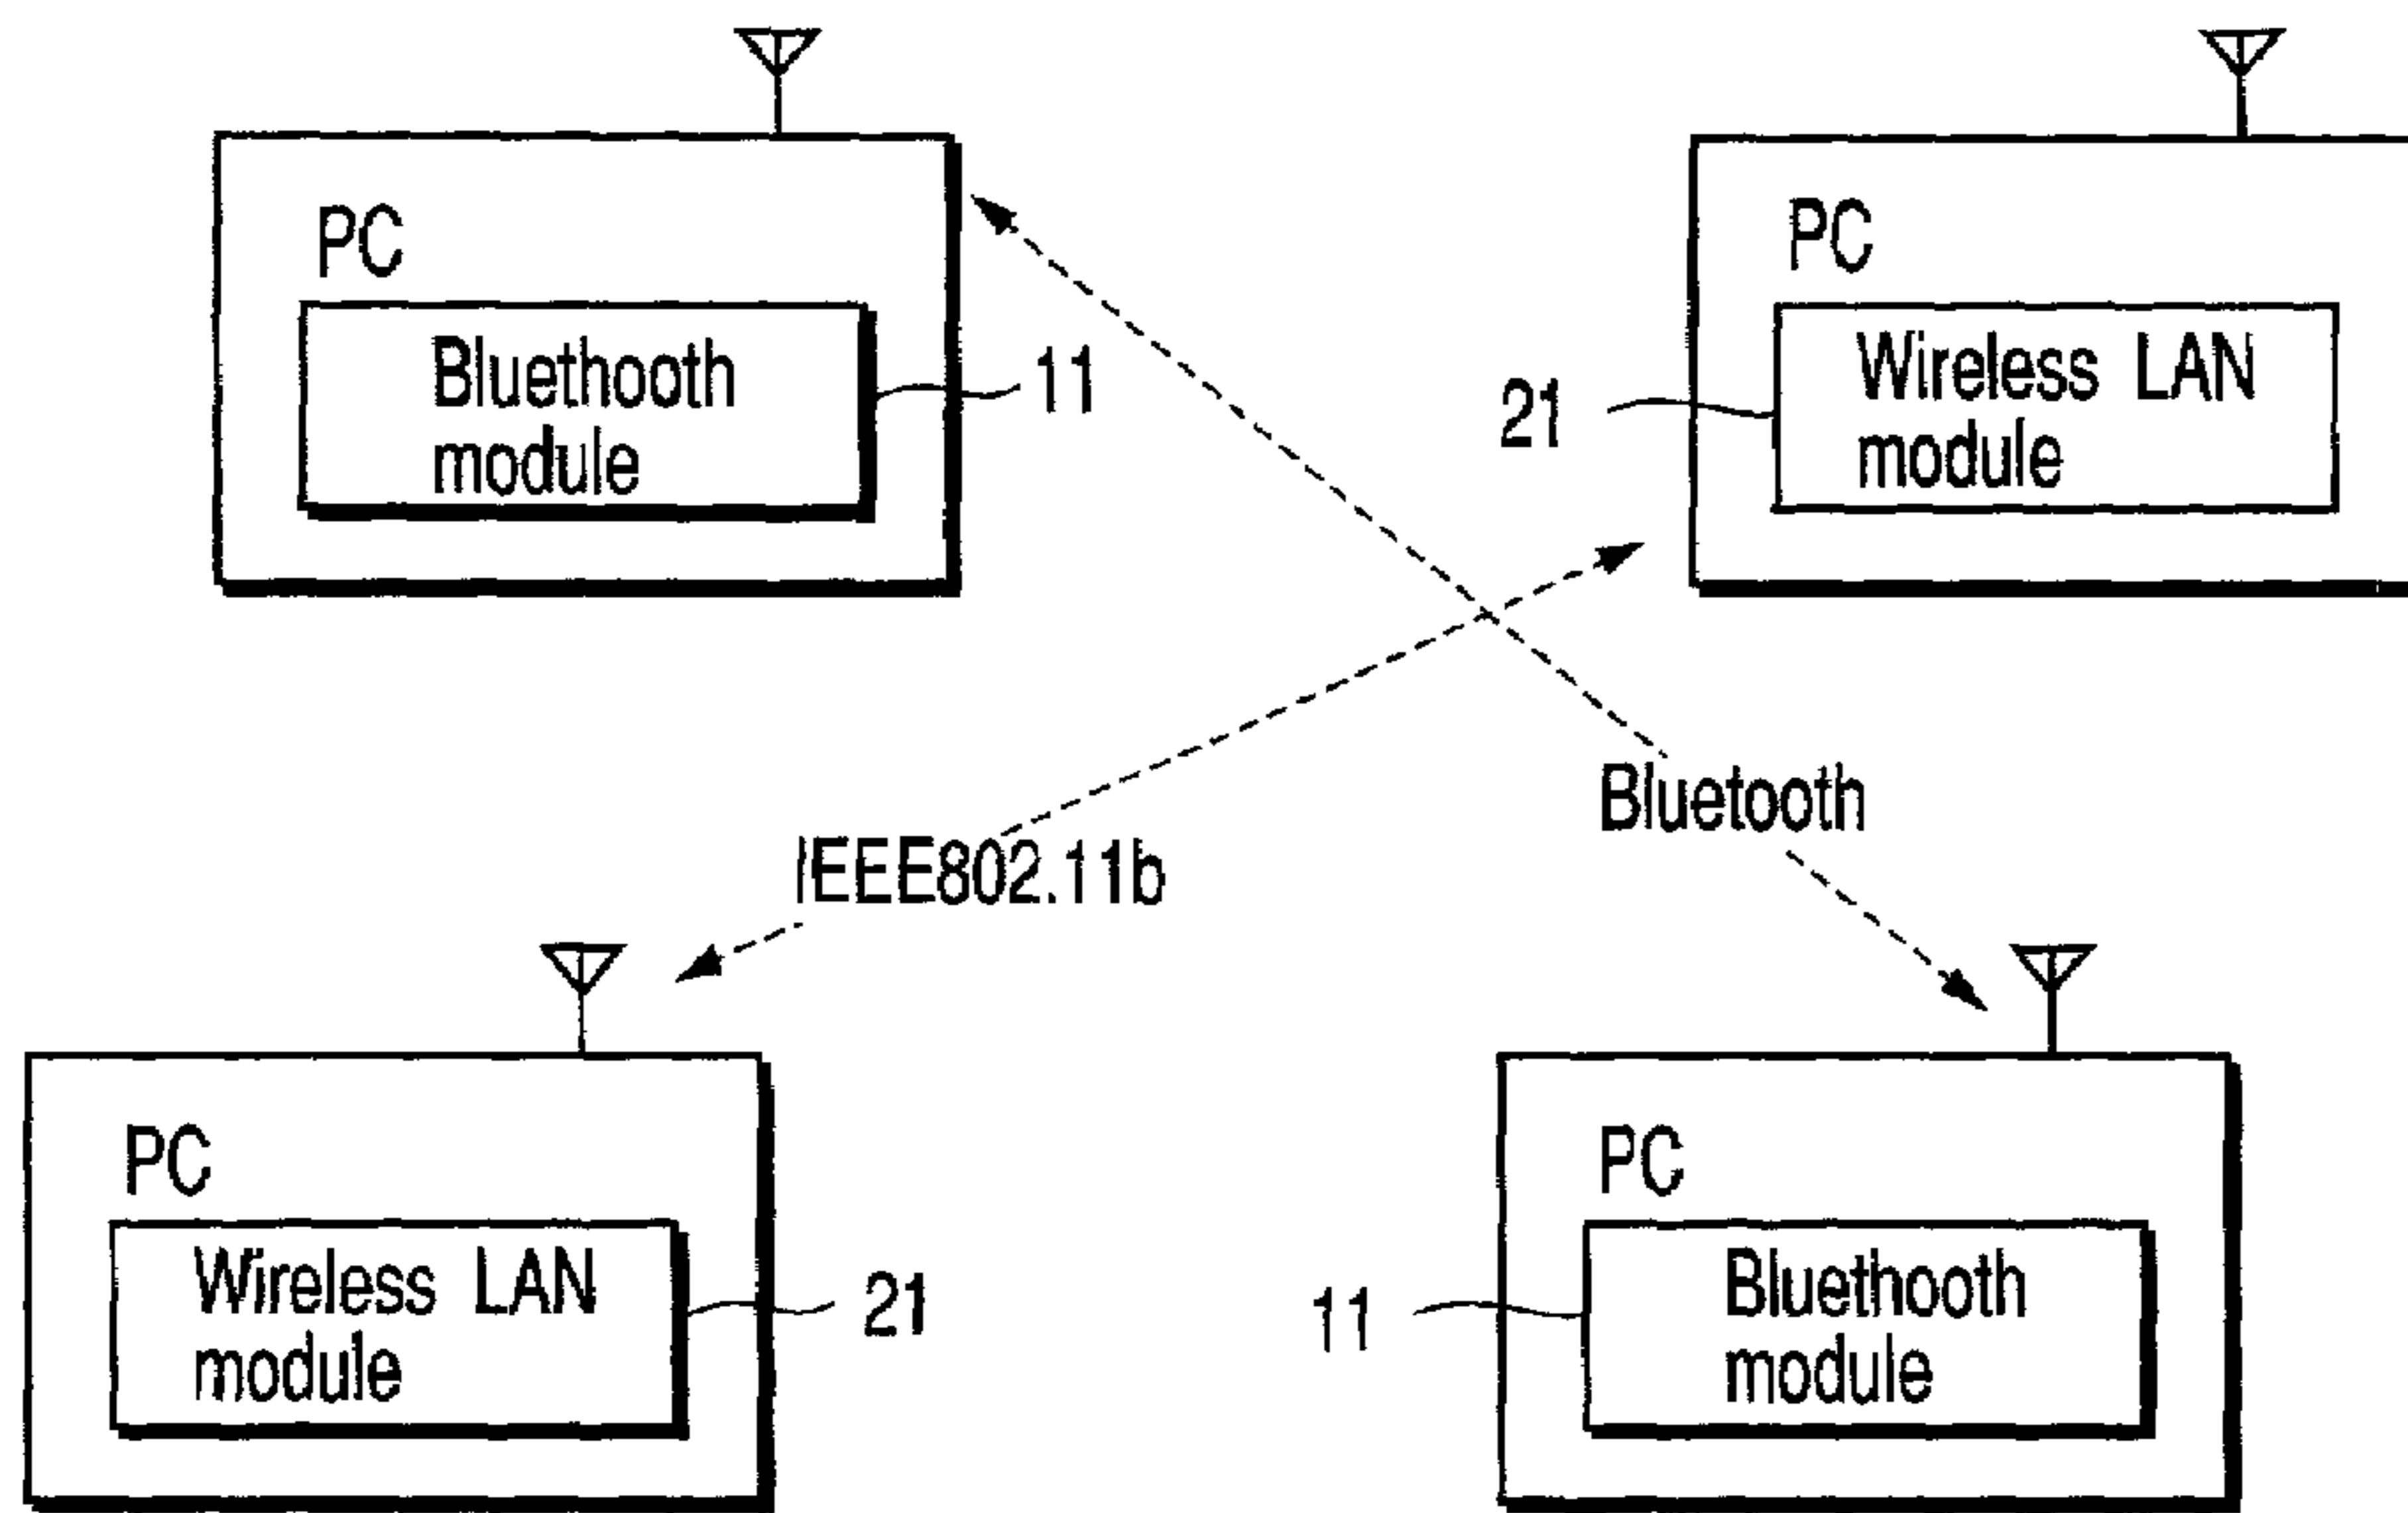 PC
Bluethooth
module
11
PC
Wireless LAN
module
21
Bluetooth
IEEE802.11b
PC
Wireless LAN
module
21
PC
Bluethooth
module
11